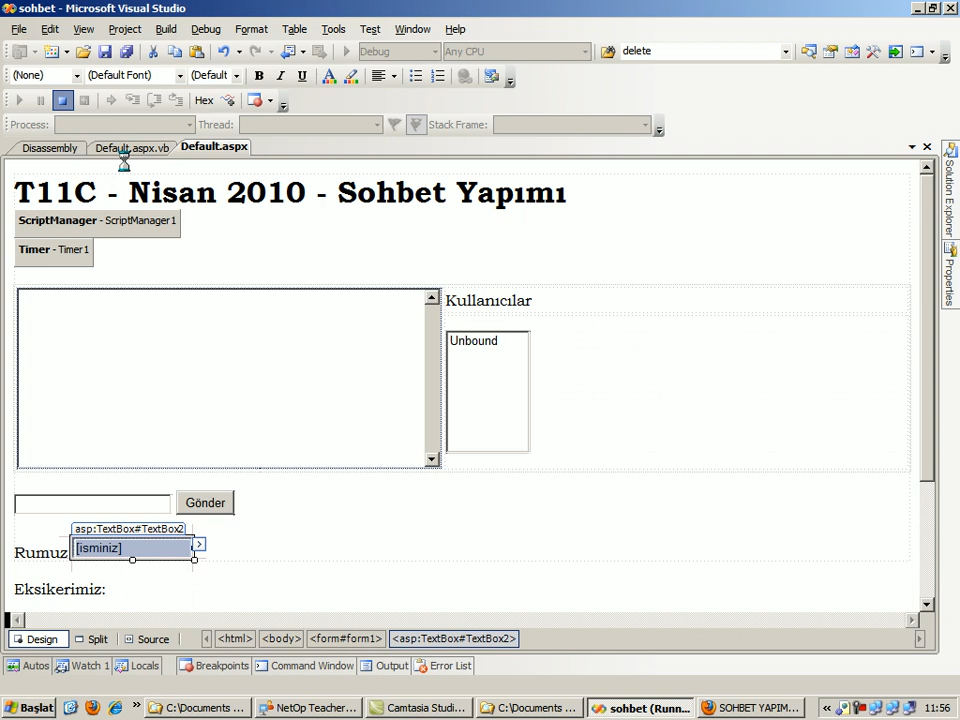 sohbet - Microsoft Visual Studio
File Edit View Project Build Debug Format Table Tools Test Window Help
Debug Any CPU delete
(None) (Default Font) (Default B I U A
Hex
Process: Thread: Stack Frame:
Disassembly Default.aspx.vb Default.aspx
Solution Explorer
Properties
T11C - Nisan 2010 - Sohbet Yapımı
ScriptManager - ScriptManager1
Timer - Timer1
Kullanıcılar
Unbound
Gönder
asp:TextBox#TextBox2
Rumuz [isminiz]
Eksikerimiz:
Design Split Source <html> <body> <form#form1> <asp:TextBox#TextBox2>
Autos Watch 1 Locals Breakpoints Command Window Output Error List
Başlat » C:\Documents ... NetOp Teacher... Camtasia Studi... C:\Documents ... sohbet (Runn... SOHBET YAPIM... « 11:56